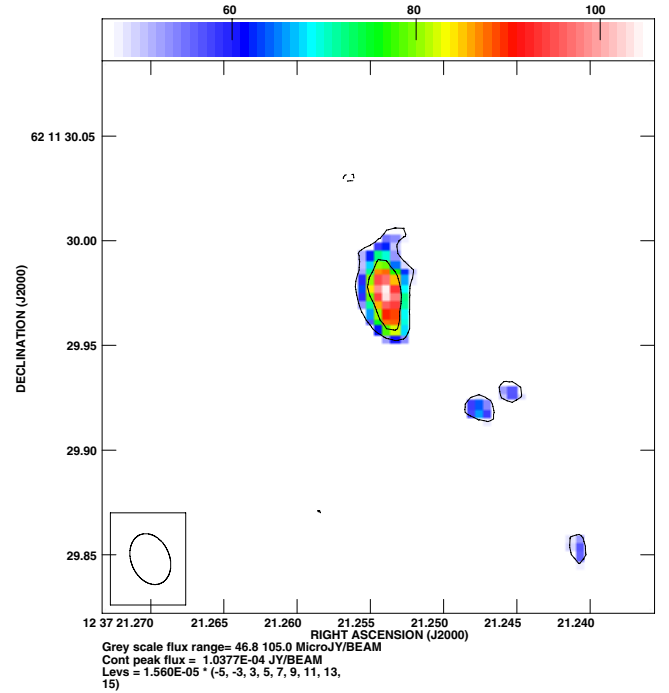 60 80 100
DECLINATION (J2000)
62 11 30.05
30.00
29.95
29.90
29.85
12 37 21.270 21.265 21.260 21.255 21.250 21.245 21.240
RIGHT ASCENSION (J2000)
Grey scale flux range= 46.8 105.0 MicroJY/BEAM
Cont peak flux = 1.0377E-04 JY/BEAM
Levs = 1.560E-05 * (-5, -3, 3, 5, 7, 9, 11, 13,
15)